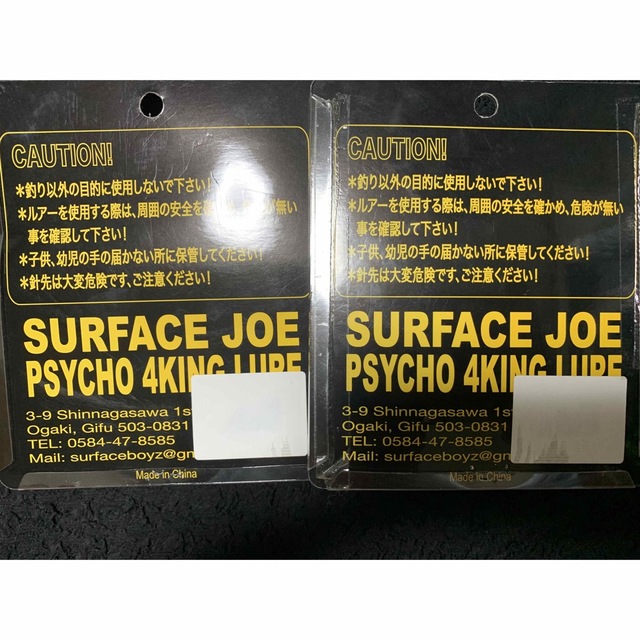 CAUTION!
＊釣り以外の目的に使用しないで下さい！
＊ルアーを使用する際は、周囲の安全を が無い
事を確認して下さい！
＊子供、幼児の手の届かない所に保管してください！
＊針先は大変危険です、ご注意ください！
SURFACE JOE
PSYCHO 4KING LURE
3-9 Shinnagasawa 1s
Ogaki, Gifu 503-0831
TEL: 0584-47-8585
Mail: surfaceboyz@gm
Made in China
CAUTION!
＊釣り以外の目的に使用しないで下さい！
＊ルアーを使用する際は、周囲の安全を確かめ、危険が無い
事を確認して下さい！
＊子供、幼児の手の届かない所に保管してください！
＊針先は大変危険です、ご注意ください！
SURFACE JOE
PSYCHO 4KING LURE
3-9 Shinnagasawa 1st
Ogaki, Gifu 503-0831
TEL: 0584-47-8585
Mail: surfaceboyz@gm
Made in China